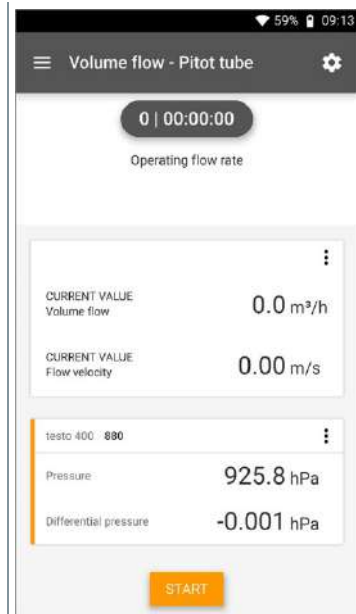 59% 09:13
Volume flow - Pitot tube
0 | 00:00:00
Operating flow rate
CURRENT VALUE
Volume flow
0.0 m³/h
CURRENT VALUE
Flow velocity
0.00 m/s
testo 400 880
Pressure
925.8 hPa
Differential pressure
-0.001 hPa
START